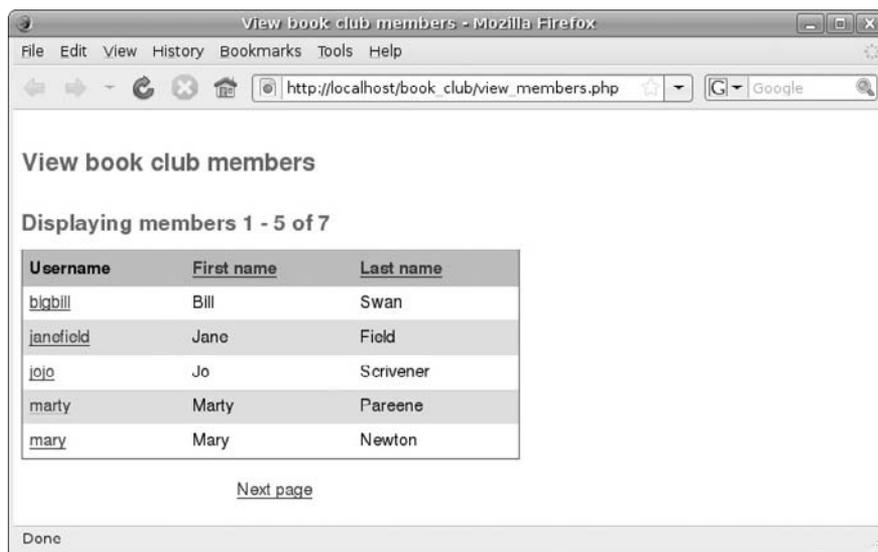 View book club members - Mozilla Firefox
File Edit View History Bookmarks Tools Help
http://localhost/book_club/view_members.php G Google
View book club members
Displaying members 1 - 5 of 7
Username First name Last name
bigbill Bill Swan
janefield Jane Field
jojo Jo Scrivener
marty Marty Pareene
mary Mary Newton
Next page
Done